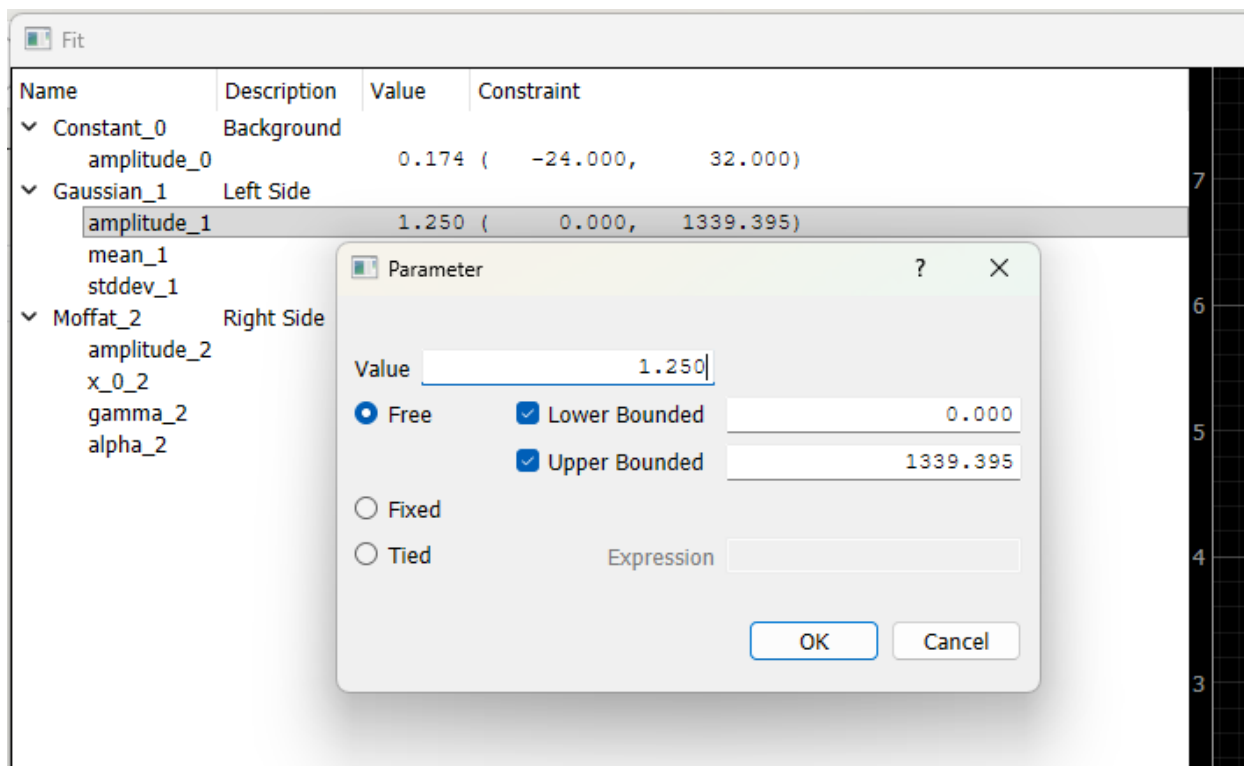 Fit
Name Description Value Constraint
Constant_0 Background
amplitude_0 0.174 ( -24.000, 32.000)
Gaussian_1 Left Side
amplitude_1 1.250 ( 0.000, 1339.395)
mean_1
stddev_1
Moffat_2 Right Side
amplitude_2
x_0_2
gamma_2
alpha_2
Parameter ?
Value 1.250
Free Lower Bounded 0.000
Upper Bounded 1339.395
Fixed
Tied Expression
OK Cancel
7
6
5
4
3